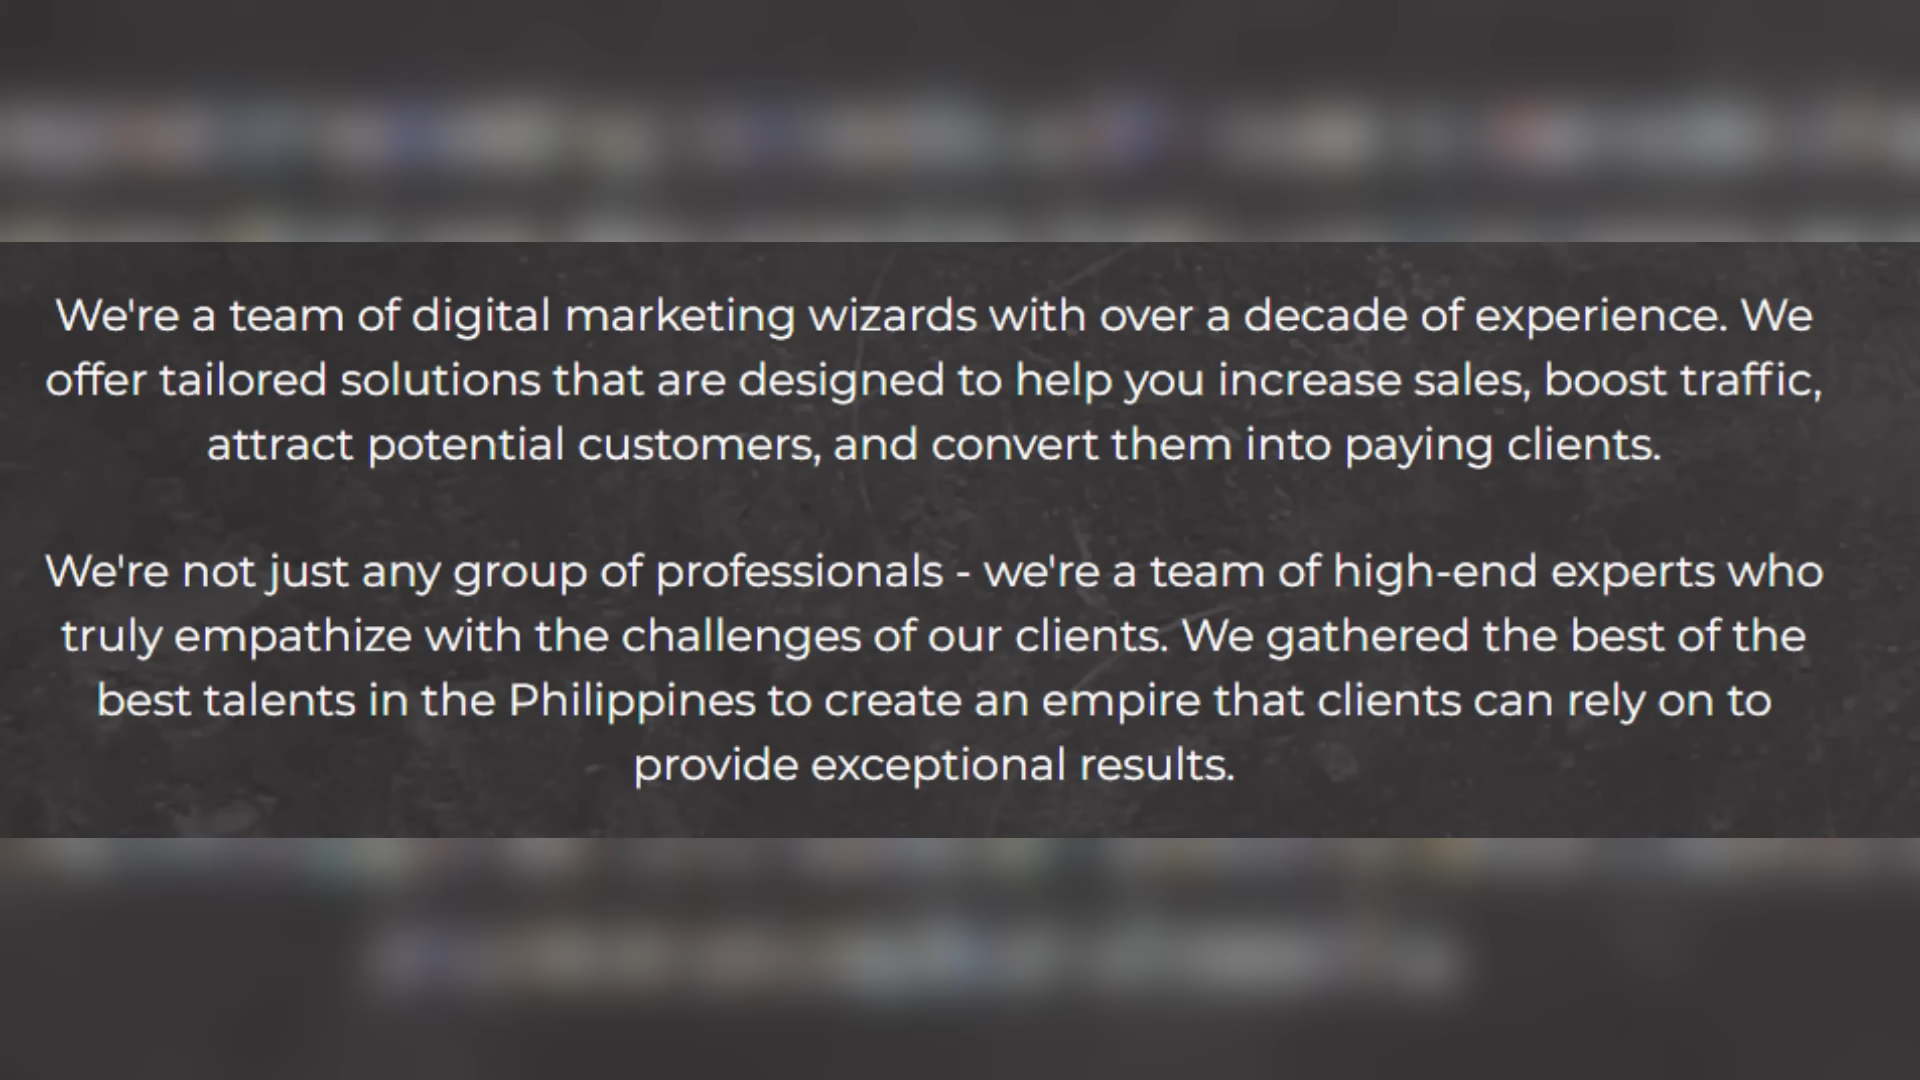 We're a team of digital marketing wizards with over a decade of experience. We
offer tailored solutions that are designed to help you increase sales, boost traffic,
attract potential customers, and convert them into paying clients.
We're not just any group of professionals - we're a team of high-end experts who
truly empathize with the challenges of our clients. We gathered the best of the
best talents in the Philippines to create an empire that clients can rely on to
provide exceptional results.